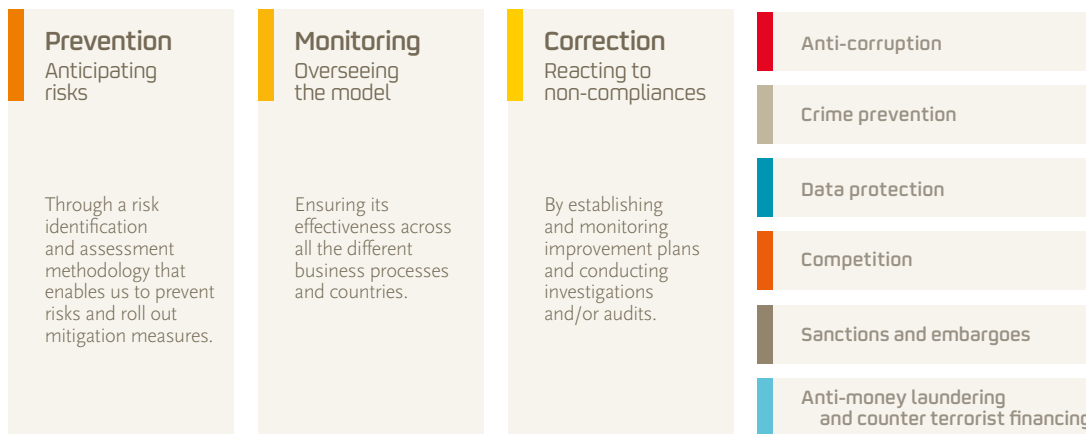 Prevention
Anticipating
risks
Through a risk
identification
and assessment
methodology that
enables us to prevent
risks and roll out
mitigation measures.
Monitoring
Overseeing
the model
Ensuring its
effectiveness across
all the different
business processes
and countries.
Correction
Reacting to
non-compliances
By establishing
and monitoring
improvement plans
and conducting
investigations
and/or audits.
Anti-corruption
Crime prevention
Data protection
Competition
Sanctions and embargoes
Anti-money laundering
and counter terrorist financing